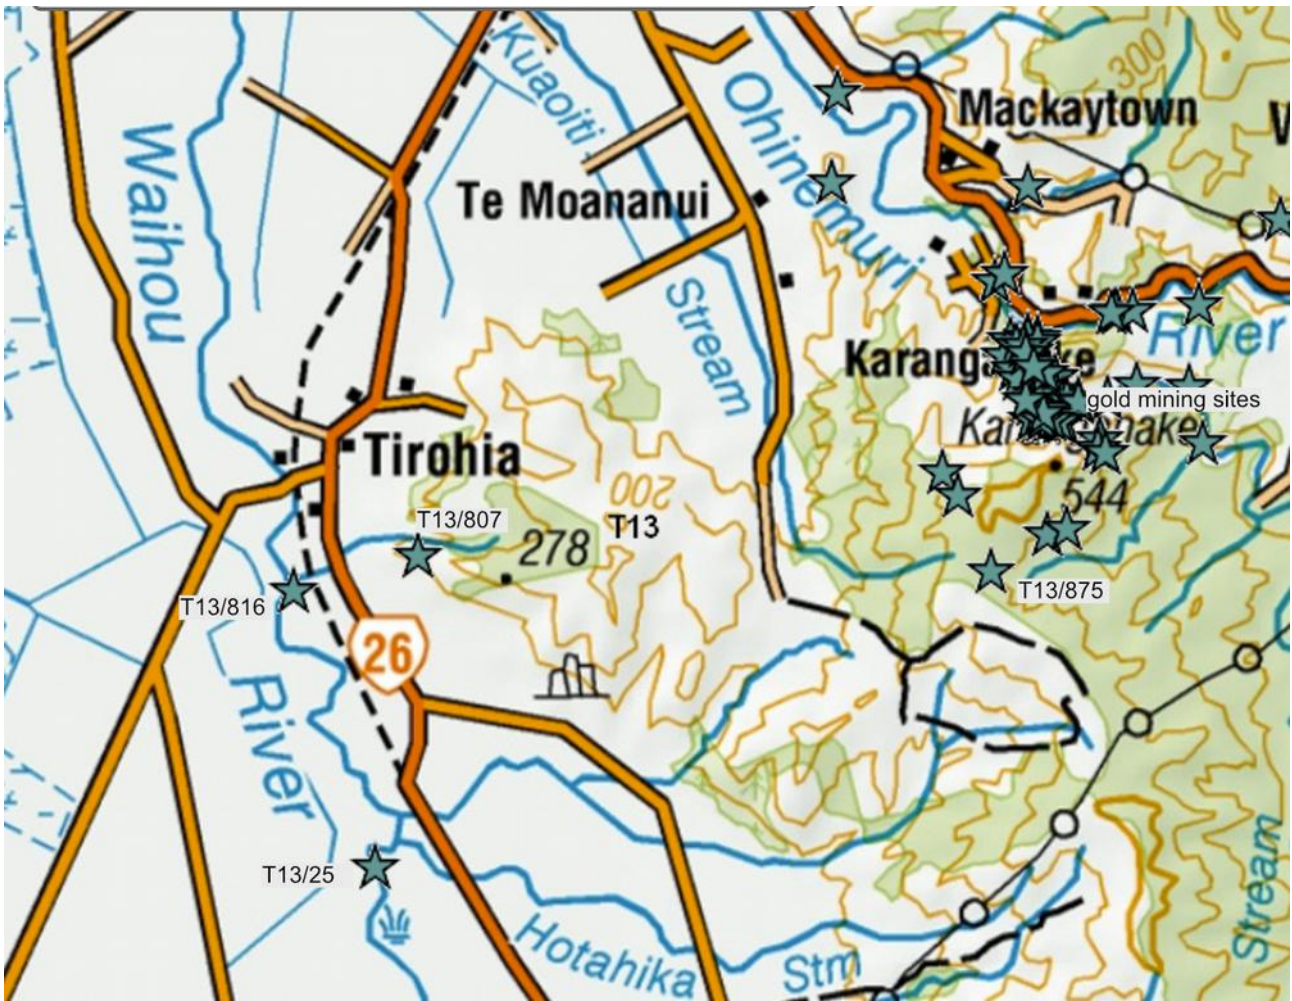 Kuaoiti
Ohinemuri
300
Mackaytown
Waihou
Te Moananui
Stream
River
Karangahake
gold mining sites
Tirohia
200
544
T13/807
T13
278
T13/816
T13/875
26
River
T13/25
Hotahika
Stm
Stream